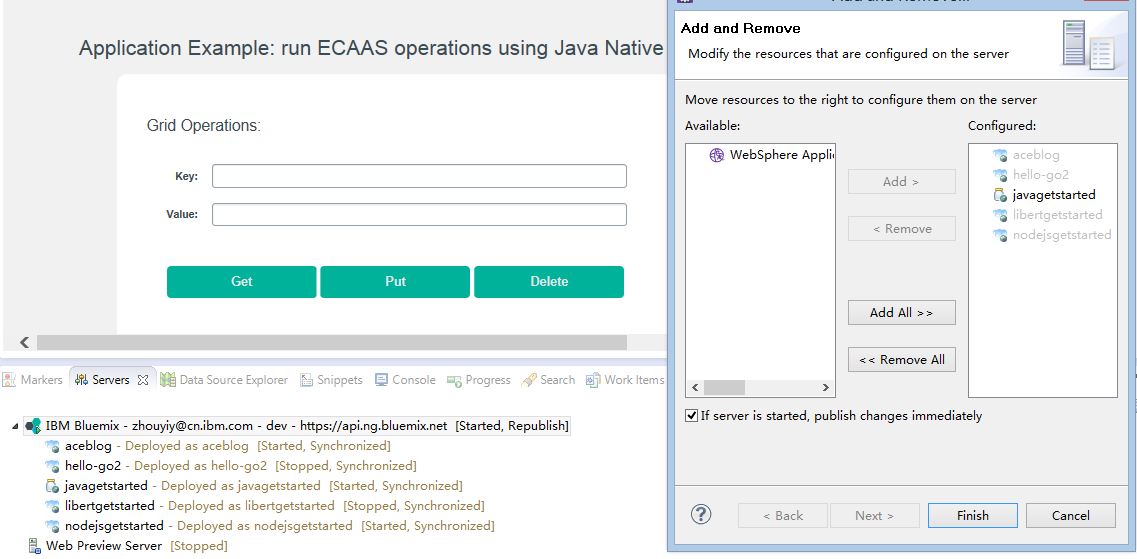 Application Example: run ECAAS operations using Java Native
Grid Operations:
Key:
Value:
Get Put Delete
Markers Servers Data Source Explorer Snippets Console Progress Search Work Items
IBM Bluemix - zhouyiy@cn.ibm.com - dev - https://api.ng.bluemix.net [Started, Republish]
aceblog - Deployed as aceblog [Started, Synchronized]
hello-go2 - Deployed as hello-go2 [Stopped, Synchronized]
javagetstarted - Deployed as javagetstarted [Started, Synchronized]
libertgetstarted - Deployed as libertgetstarted [Stopped, Synchronized]
nodejsgetstarted - Deployed as nodejsgetstarted [Started, Synchronized]
Web Preview Server [Stopped]
Add and Remove
Modify the resources that are configured on the server
Move resources to the right to configure them on the server
Available:
WebSphere Appli
Add >
< Remove
Add All >>
<< Remove All
Configured:
aceblog
hello-go2
javagetstarted
libertgetstarted
nodejsgetstarted
If server is started, publish changes immediately
? < Back Next > Finish Cancel